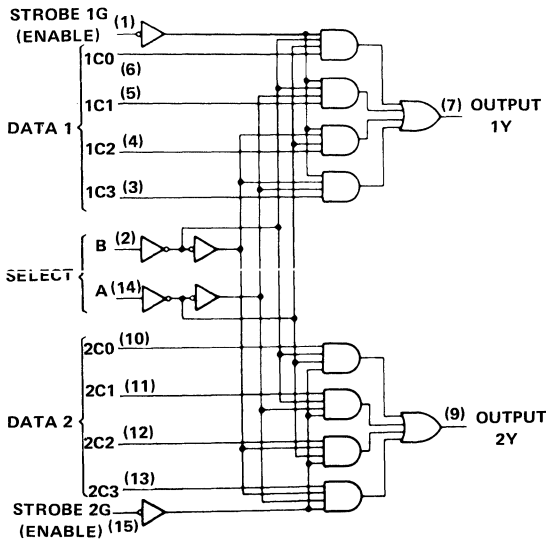 STROBE 1G (1)
(ENABLE)
1C0
(6)
1C1 (5)
DATA 1
1C2 (4)
1C3 (3)
(7) OUTPUT
1Y
B (2)
SELECT
A (14)
2C0 (10)
2C1 (11)
DATA 2
2C2 (12)
2C3 (13)
STROBE 2G
(ENABLE) (15)
(9) OUTPUT
2Y